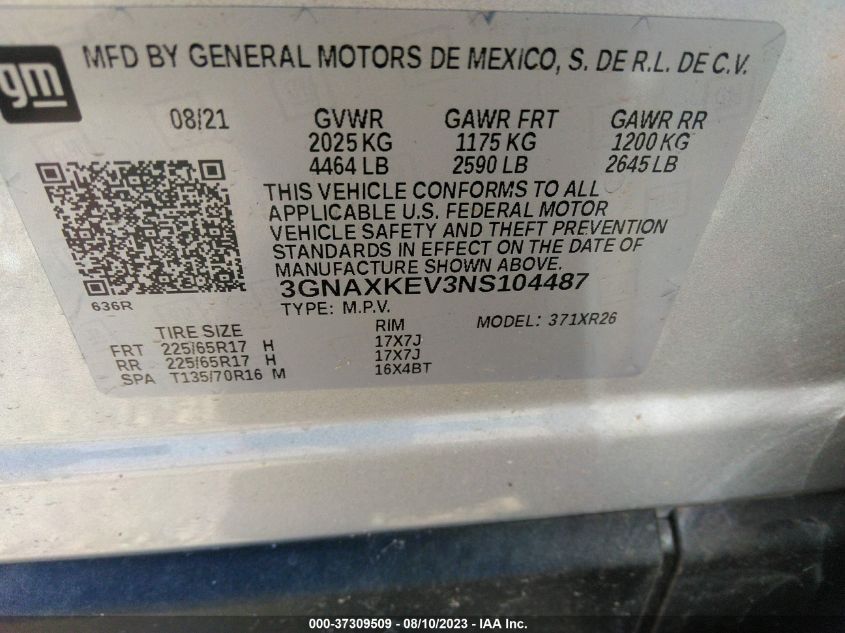 gm
MFD BY GENERAL MOTORS DE MEXICO, S. DE R.L. DE C.V.
08/21 GVWR GAWR FRT GAWR RR
2025 KG 1175 KG 1200 KG
4464 LB 2590 LB 2645 LB
THIS VEHICLE CONFORMS TO ALL
APPLICABLE U.S. FEDERAL MOTOR
VEHICLE SAFETY AND THEFT PREVENTION
STANDARDS IN EFFECT ON THE DATE OF
MANUFACTURE SHOWN ABOVE.
3GNAXKEV3NS104487
636R
TYPE: M.P.V.
TIRE SIZE RIM MODEL: 371XR26
FRT 225/65R17 H 17X7J
RR 225/65R17 H 17X7J
SPA T135/70R16 M 16X4BT
000-37309509 — 08/10/2023 — IAA Inc.